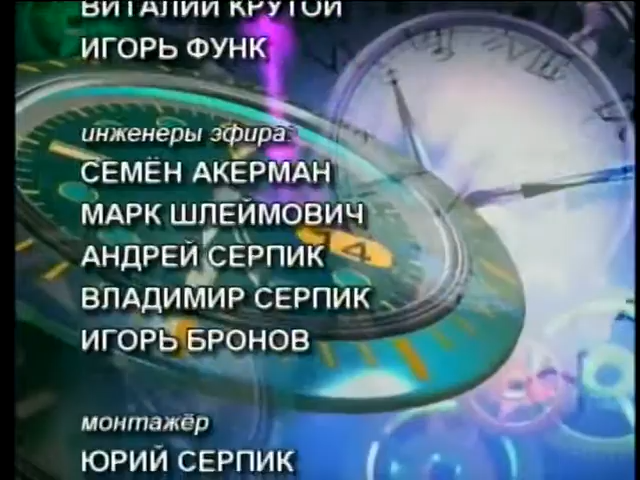 ВИТАЛИЙ КРУТОЙ
ИГОРЬ ФУНК
инженеры эфира:
СЕМЁН АКЕРМАН
МАРК ШЛЕЙМОВИЧ
АНДРЕЙ СЕРПИК
14
ВЛАДИМИР СЕРПИК
ИГОРЬ БРОНОВ
монтажёр
ЮРИЙ СЕРПИК